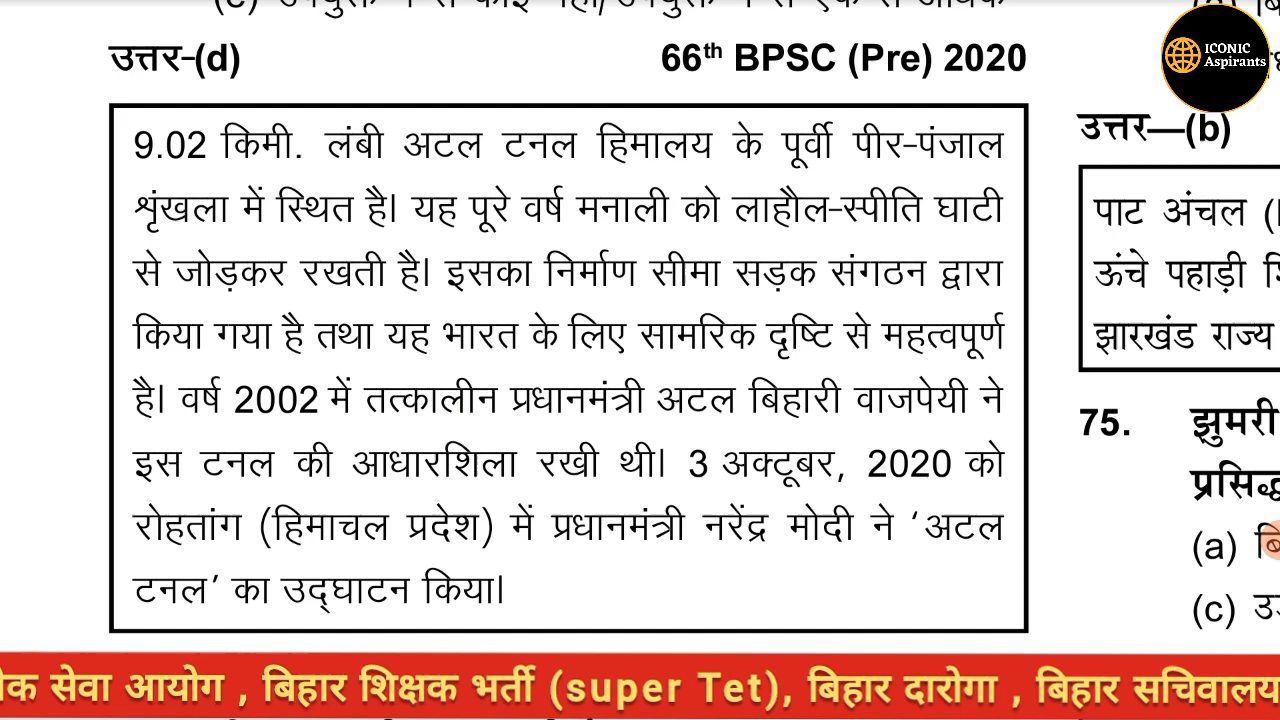 उत्तर-(d) 66th BPSC (Pre) 2020
9.02 किमी. लंबी अटल टनल हिमालय के पूर्वी पीर-पंजाल
शृंखला में स्थित है। यह पूरे वर्ष मनाली को लाहौल-स्पीति घाटी
से जोड़कर रखती है। इसका निर्माण सीमा सड़क संगठन द्वारा
किया गया है तथा यह भारत के लिए सामरिक दृष्टि से महत्वपूर्ण
है। वर्ष 2002 में तत्कालीन प्रधानमंत्री अटल बिहारी वाजपेयी ने
इस टनल की आधारशिला रखी थी। 3 अक्टूबर, 2020 को
रोहतांग (हिमाचल प्रदेश) में प्रधानमंत्री नरेंद्र मोदी ने ‘अटल
टनल’ का उद्घाटन किया।
ICONIC
Aspirants
उत्तर—(b)
पाट अंचल
ऊंचे पहाड़ी
झारखंड राज्य
75. झुमरी
प्रसिद्ध
(a)
(c)
सेवा आयोग , बिहार शिक्षक भर्ती (super Tet), बिहार दारोगा , बिहार सचिवालय